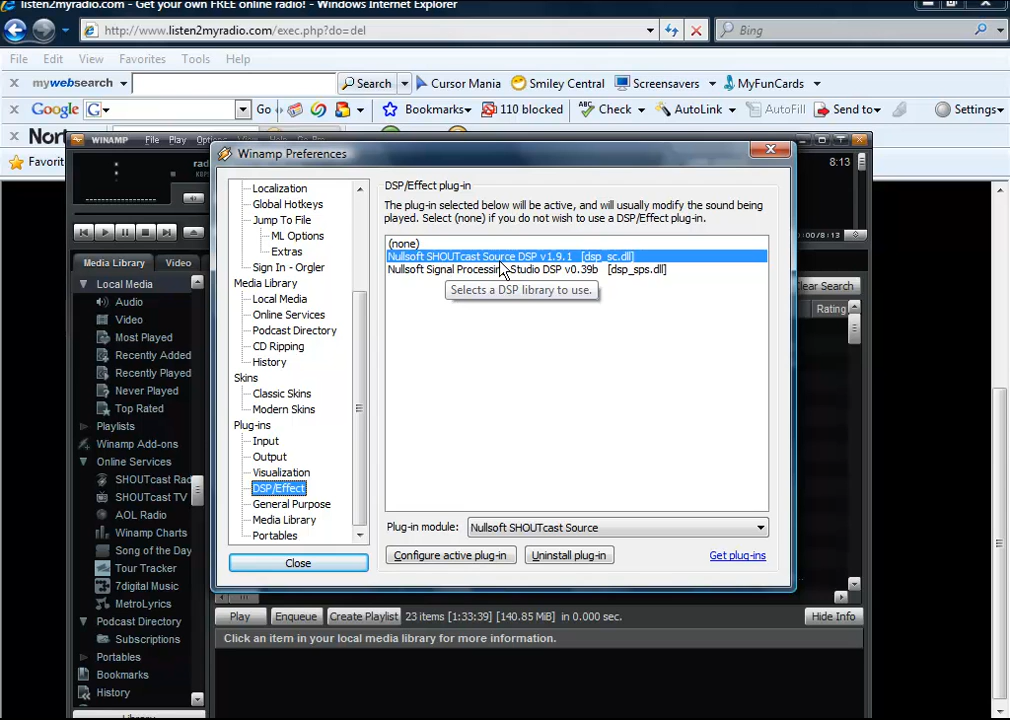 listen2myradio.com - Get your own FREE online radio! - Windows Internet Explorer
http://www.listen2myradio.com/exec.php?do=del
Bing
File Edit View Favorites Tools Help
mywebsearch Search Cursor Mania Smiley Central Screensavers MyFunCards
Google G Go Bookmarks 110 blocked Check AutoLink AutoFill Send to Settings
WINAMP File Play
Winamp Preferences
8:13
Localization
Global Hotkeys
Jump To File
ML Options
Extras
Sign In - Orgler
Media Library
Local Media
Online Services
Podcast Directory
CD Ripping
History
Skins
Classic Skins
Modern Skins
Plug-ins
Input
Output
Visualization
DSP/Effect
General Purpose
Media Library
Portables
Close
DSP/Effect plug-in
The plug-in selected below will be active, and will usually modify the sound being
played. Select (none) if you do not wish to use a DSP/Effect plug-in.
(none)
Nullsoft SHOUTcast Source DSP v1.9.1 [dsp_sc.dll]
Nullsoft Signal Processing Studio DSP v0.39b [dsp_sps.dll]
Selects a DSP library to use.
Plug-in module: Nullsoft SHOUTcast Source
Configure active plug-in Uninstall plug-in Get plug-ins
Media Library Video
Local Media
Audio
Video
Most Played
Recently Added
Recently Played
Never Played
Top Rated
Playlists
Winamp Add-ons
Online Services
SHOUTcast Rad
SHOUTcast TV
AOL Radio
Winamp Charts
Song of the Day
Tour Tracker
7digital Music
MetroLyrics
Podcast Directory
Subscriptions
Portables
Bookmarks
History
Library
Clear Search
Rating
Play Enqueue Create Playlist 23 items [1:33:39] [140.85 MiB] in 0.000 sec. Hide Info
Click an item in your local media library for more information.